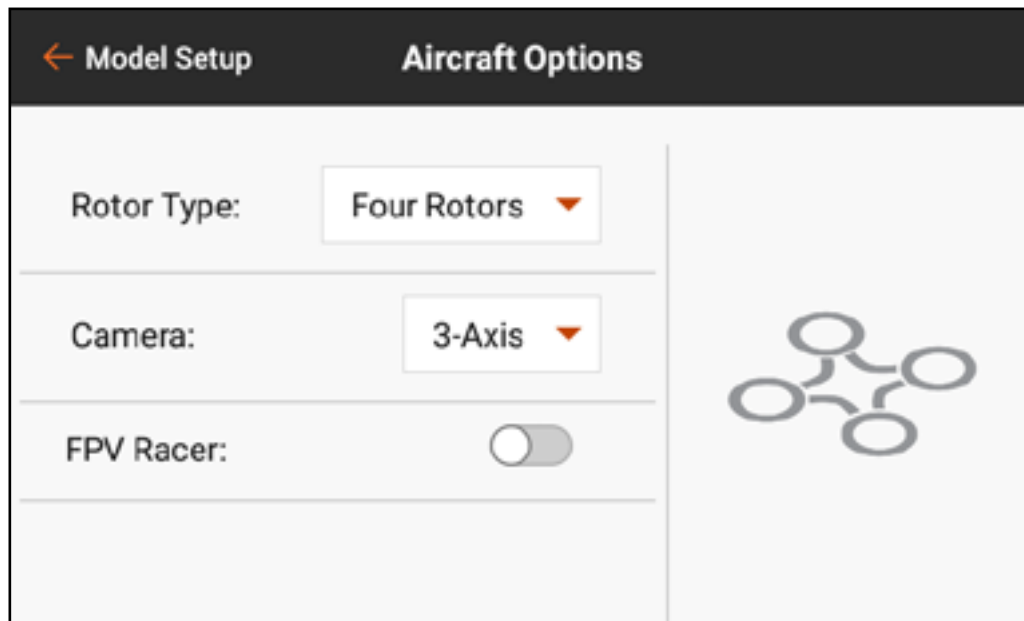 Model Setup
Aircraft Options
Rotor Type: Four Rotors
Camera: 3-Axis
FPV Racer: